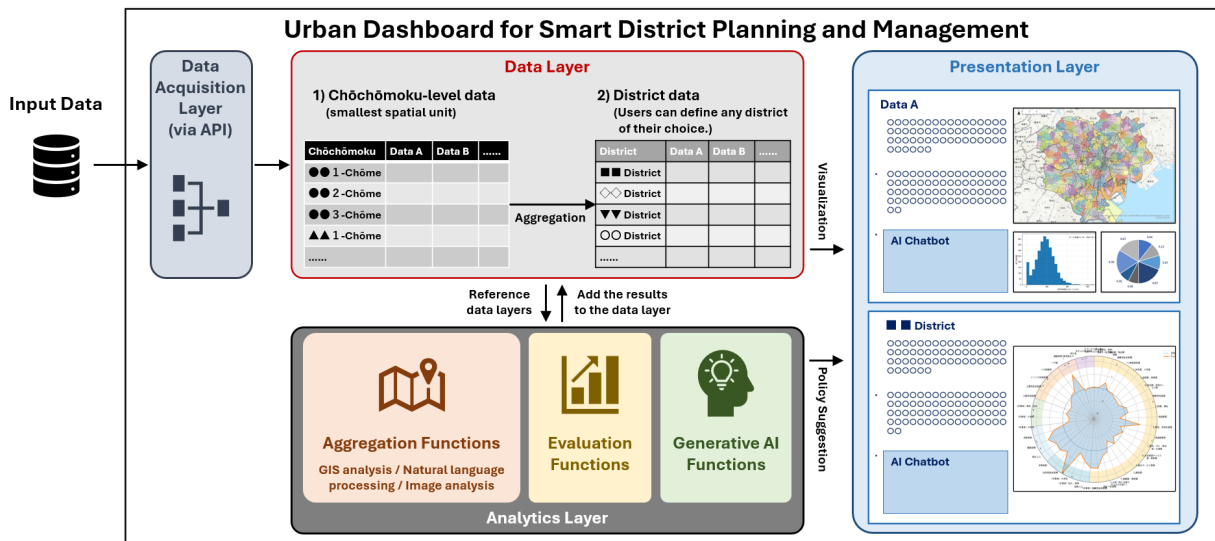 Urban Dashboard for Smart District Planning and Management
Input Data
Data
Acquisition
Layer
(via API)
Data Layer
1) Chōchōmoku-level data
(smallest spatial unit)
Chōchōmoku Data A Data B ......
●● 1 -Chōme
●● 2 -Chōme
●● 3 -Chōme
▲▲ 1 -Chōme
......
Aggregation
2) District data
(Users can define any district
of their choice.)
District Data A Data B ......
■■ District
◇◇ District
▼▼ District
○○ District
......
Reference
data layers
Add the results
to the data layer
Aggregation Functions
GIS analysis / Natural language
processing / Image analysis
Evaluation
Functions
Generative AI
Functions
Analytics Layer
Visualization
Policy Suggestion
Presentation Layer
Data A
○○○○○○○○○○○○○○○○
○○○○○○○○○○○○○○○○
○○○○○○○○○○○○○○○○
○○○○○○
○○○○○○○○○○○○○○○○
○○○○○○○○○○○○○○○○
○○○○○○○○○○○○○○○○
○○
AI Chatbot
■ ■ District
○○○○○○○○○○○○○○○○
○○○○○○○○○○○○○○○○
○○○○○○○○○○○○○○○○
○○○○○○
○○○○○○○○○○○○○○○○
○○○○○○○○○○○○○○○○
○○○○○○○○○○○○○○○○
○○
AI Chatbot